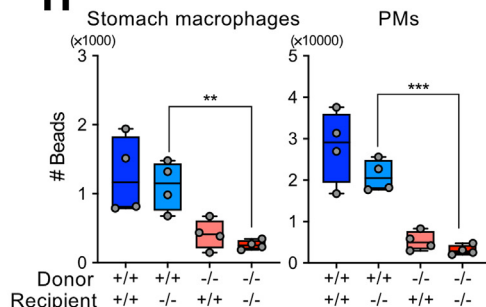 Stomach macrophages PMs
(×1000) (×10000)
3 5
4
2 ** 3 ***
# Beads
1 2
1
0 0
Donor +/+ +/+ -/- -/- +/+ +/+ -/- -/-
Recipient +/+ -/- +/+ -/- +/+ -/- +/+ -/-